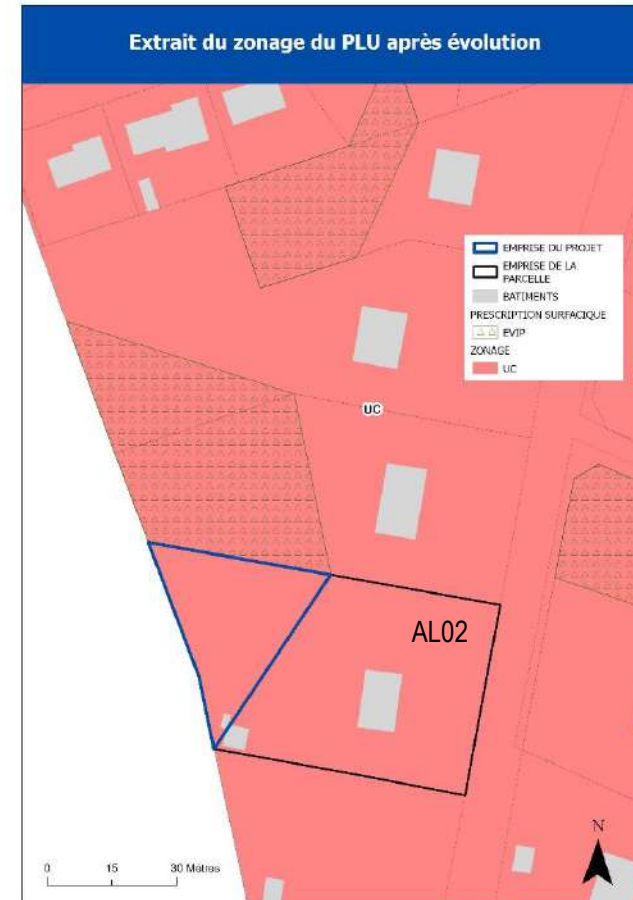 Extrait du zonage du PLU après évolution
EMPRISE DU PROJET
EMPRISE DE LA
PARCELLE
BATIMENTS
PRESCRIPTION SURFACIQUE
EVIP
ZONAGE
UC
UC
AL02
N
0 15 30 Mètres